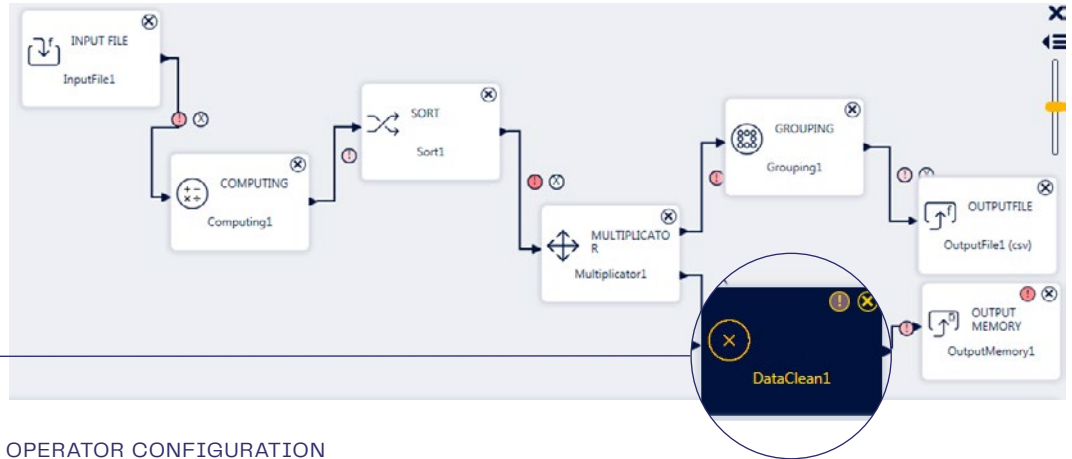 INPUT FILE
InputFile1
COMPUTING
Computing1
SORT
Sort1
MULTIPLICATO
R
Multiplicator1
GROUPING
Grouping1
OUTPUTFILE
OutputFile1 (csv)
DataClean1
OUTPUT
MEMORY
OutputMemory1
OPERATOR CONFIGURATION